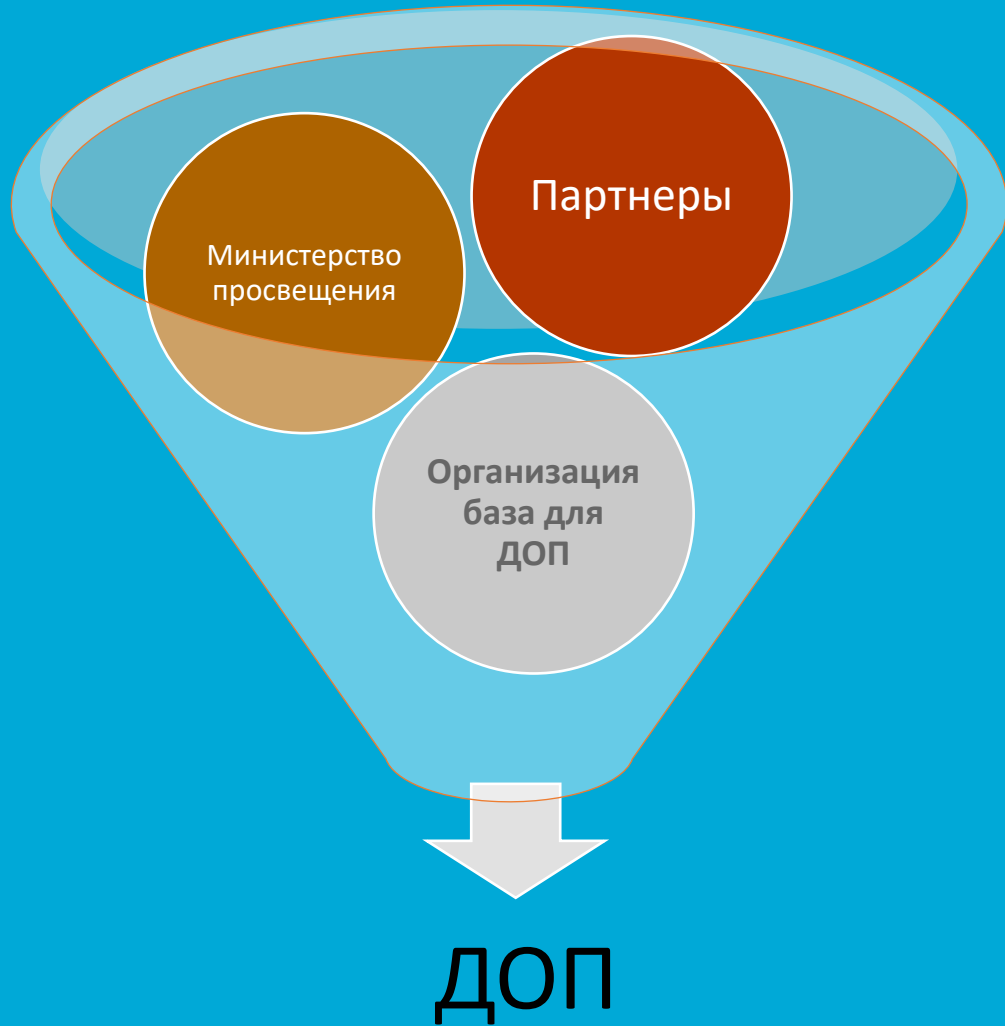 Партнеры
Министерство
просвещения
Организация
база для
ДОП
ДОП